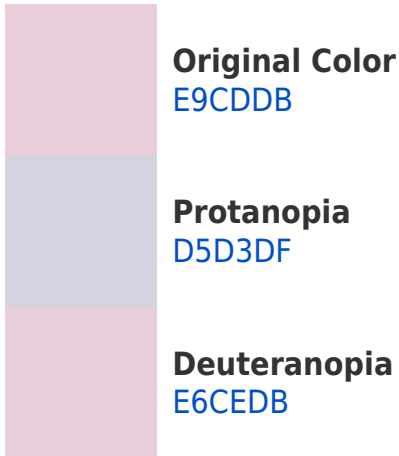 Original Color
E9CDDB
Protanopia
D5D3DF
Deuteranopia
E6CEDB